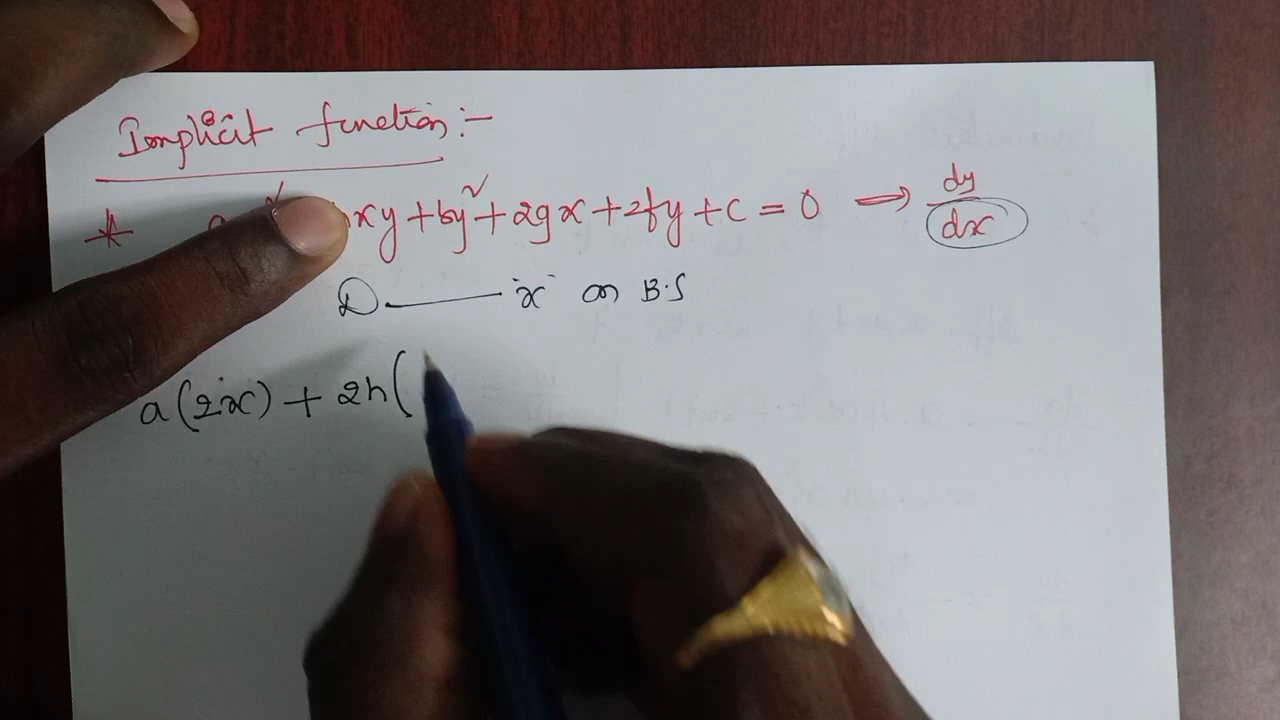 Implicit function:-
* xy + by² + 2gx + 2fy + c = 0 ⇒ dy/dx
D—— x on B.S
a(2x) + 2h(